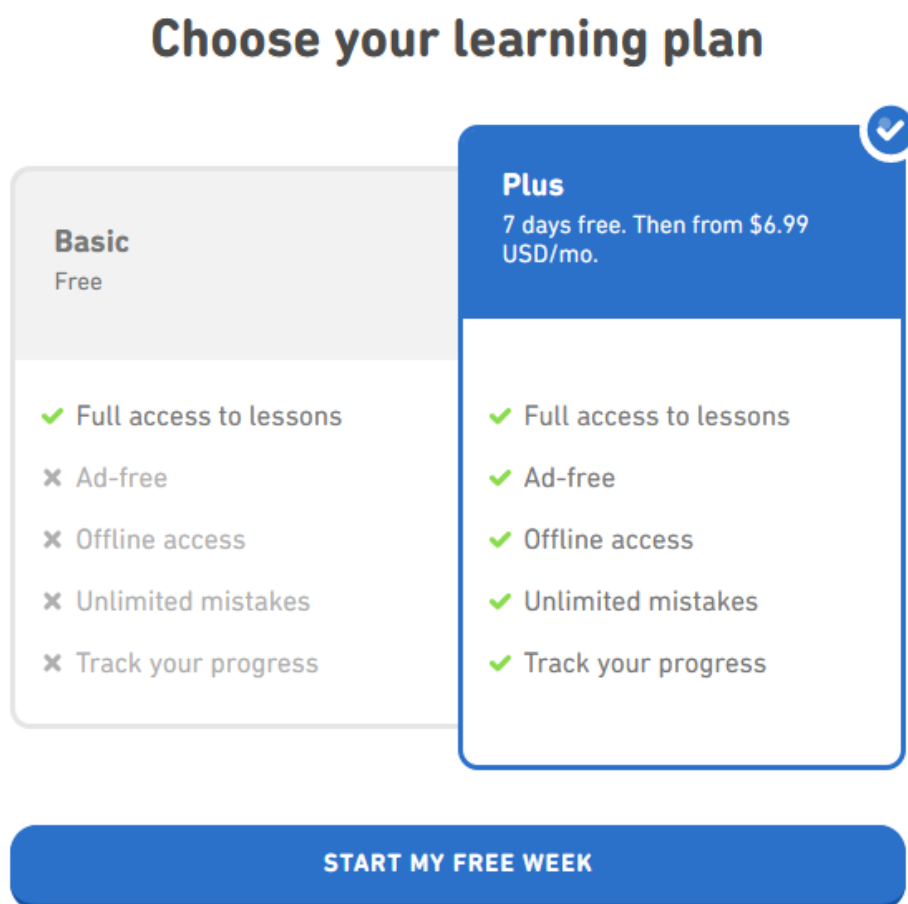 Choose your learning plan
Basic
Free
Full access to lessons
Ad-free
Offline access
Unlimited mistakes
Track your progress
Plus
7 days free. Then from $6.99
USD/mo.
Full access to lessons
Ad-free
Offline access
Unlimited mistakes
Track your progress
START MY FREE WEEK